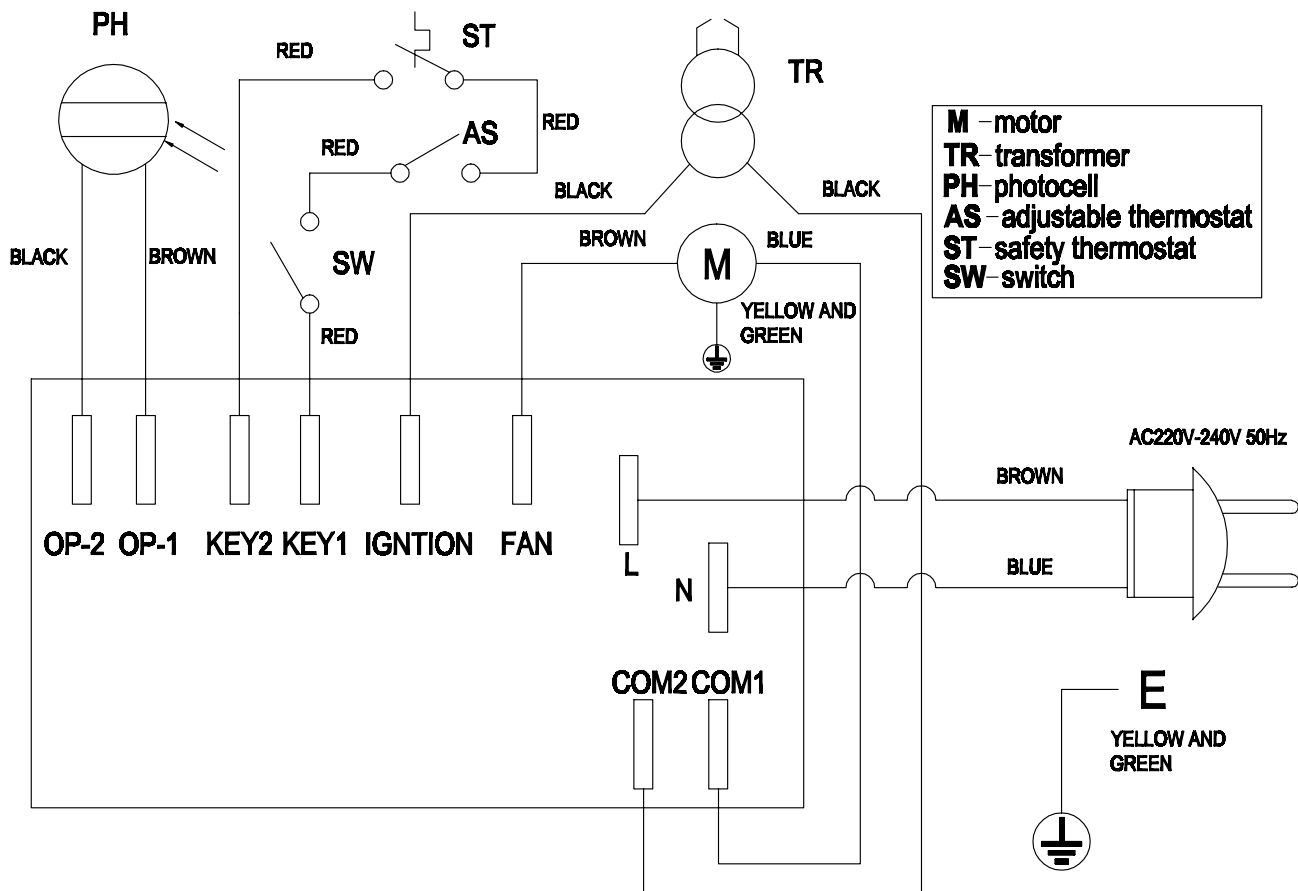 PH
RED
ST
TR
RED
AS
RED
BLACK
BLACK
BLACK
BROWN
SW
BROWN
BLUE
M
YELLOW AND
GREEN
RED
M - motor
TR - transformer
PH - photocell
AS - adjustable thermostat
ST - safety thermostat
SW - switch
AC220V-240V 50Hz
BROWN
OP-2 OP-1 KEY2 KEY1 IGNTION FAN
L
N
BLUE
COM2 COM1
E
YELLOW AND
GREEN